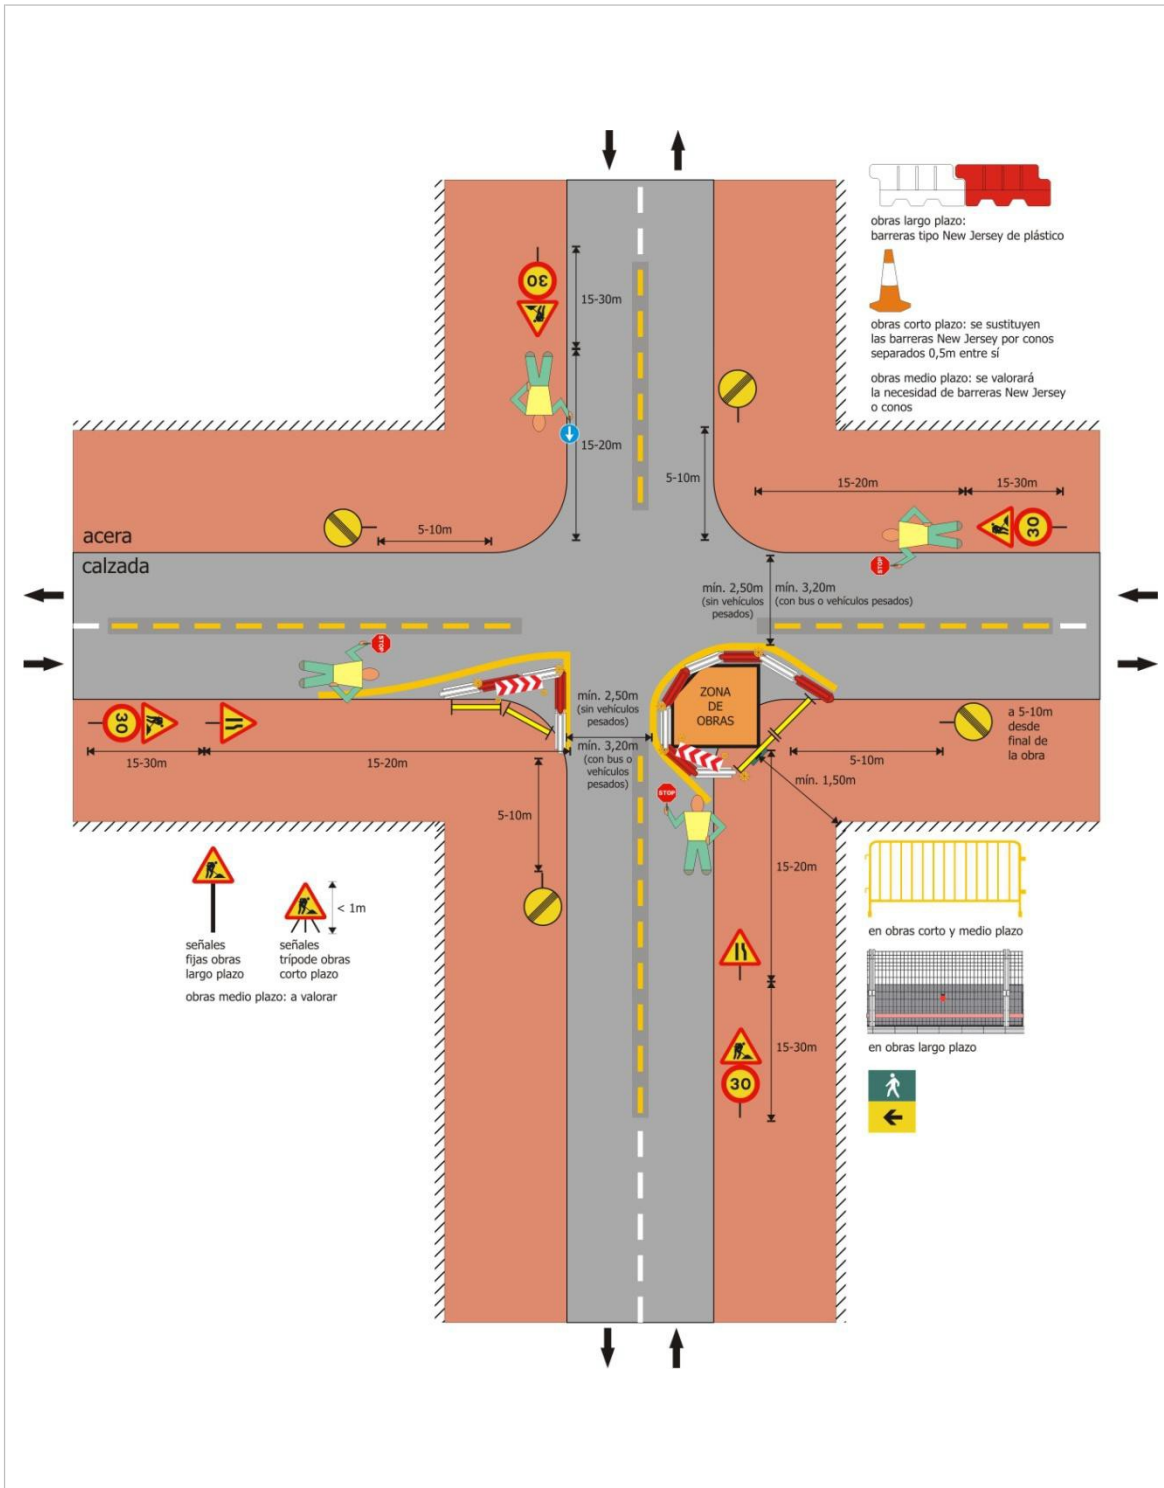 obras largo plazo:
barreras tipo New Jersey de plástico
30
15-30m
obras corto plazo: se sustituyen
las barreras New Jersey por conos
separados 0,5m entre sí
obras medio plazo: se valorará
la necesidad de barreras New Jersey
o conos
15-20m
5-10m
15-20m
15-30m
30
STOP
5-10m
acera
calzada
mín. 2,50m
(sin vehículos
pesados)
mín. 3,20m
(con bus o vehículos pesados)
STOP
ZONA
DE
OBRAS
mín. 2,50m
(sin vehículos
pesados)
mín. 3,20m
(con bus o
vehículos
pesados)
30
15-30m
15-20m
a 5-10m
desde
final de
la obra
5-10m
mín. 1,50m
STOP
5-10m
15-20m
< 1m
señales
fijas obras
largo plazo
señales
trípode obras
corto plazo
obras medio plazo: a valorar
en obras corto y medio plazo
15-30m
30
en obras largo plazo